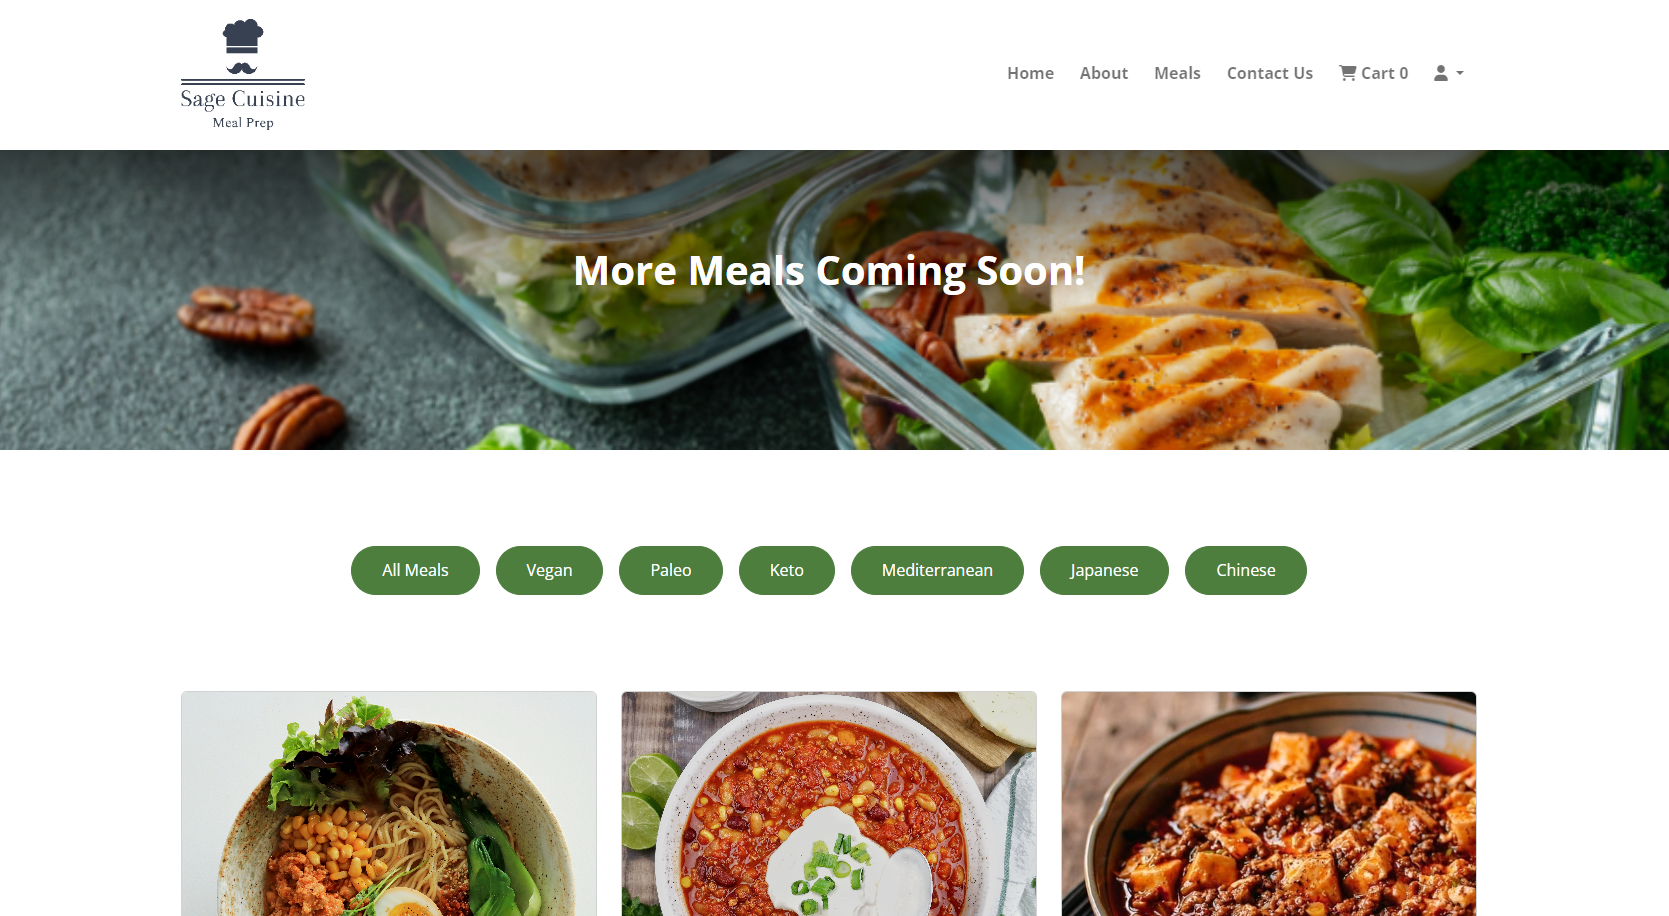 Sage Cuisine
Meal Prep
Home About Meals Contact Us Cart 0
More Meals Coming Soon!
All Meals Vegan Paleo Keto Mediterranean Japanese Chinese